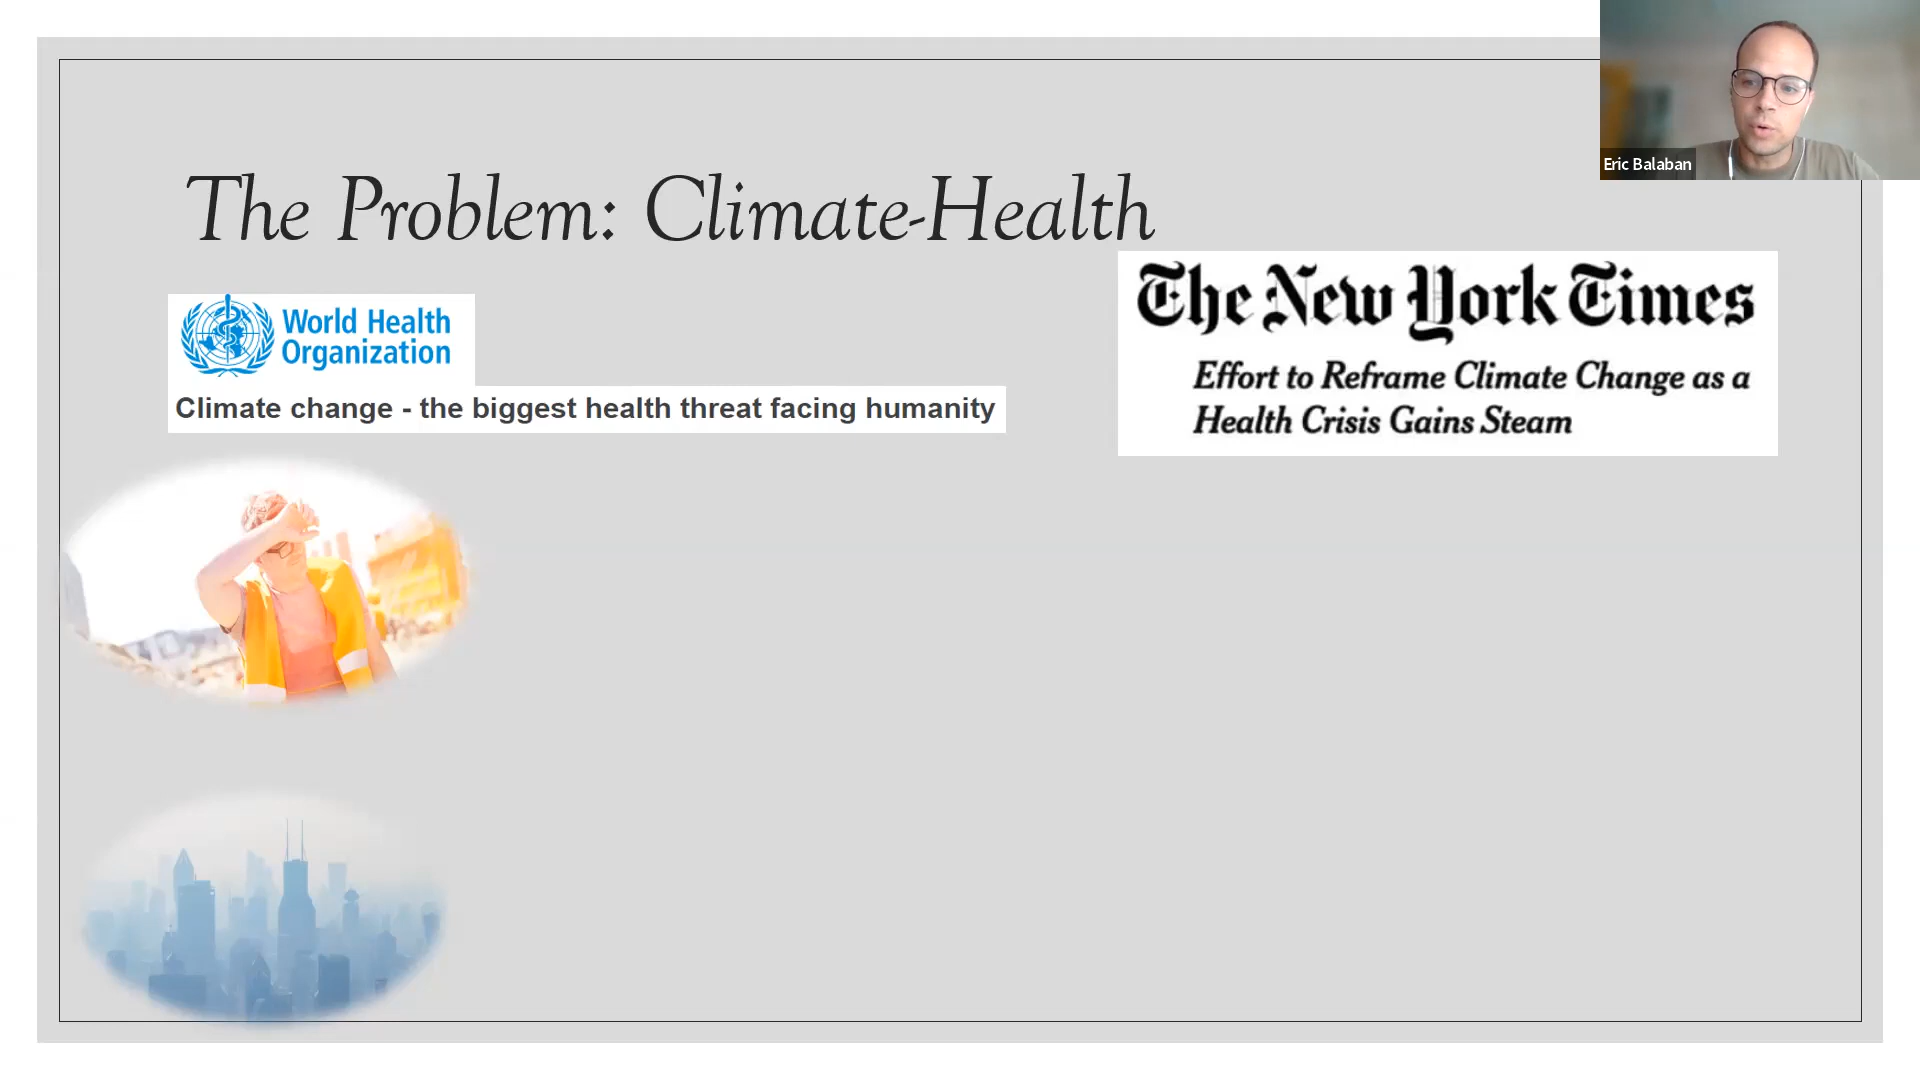 Eric Balaban
The Problem: Climate-Health
World Health
Organization
Climate change - the biggest health threat facing humanity
The New York Times
Effort to Reframe Climate Change as a
Health Crisis Gains Steam